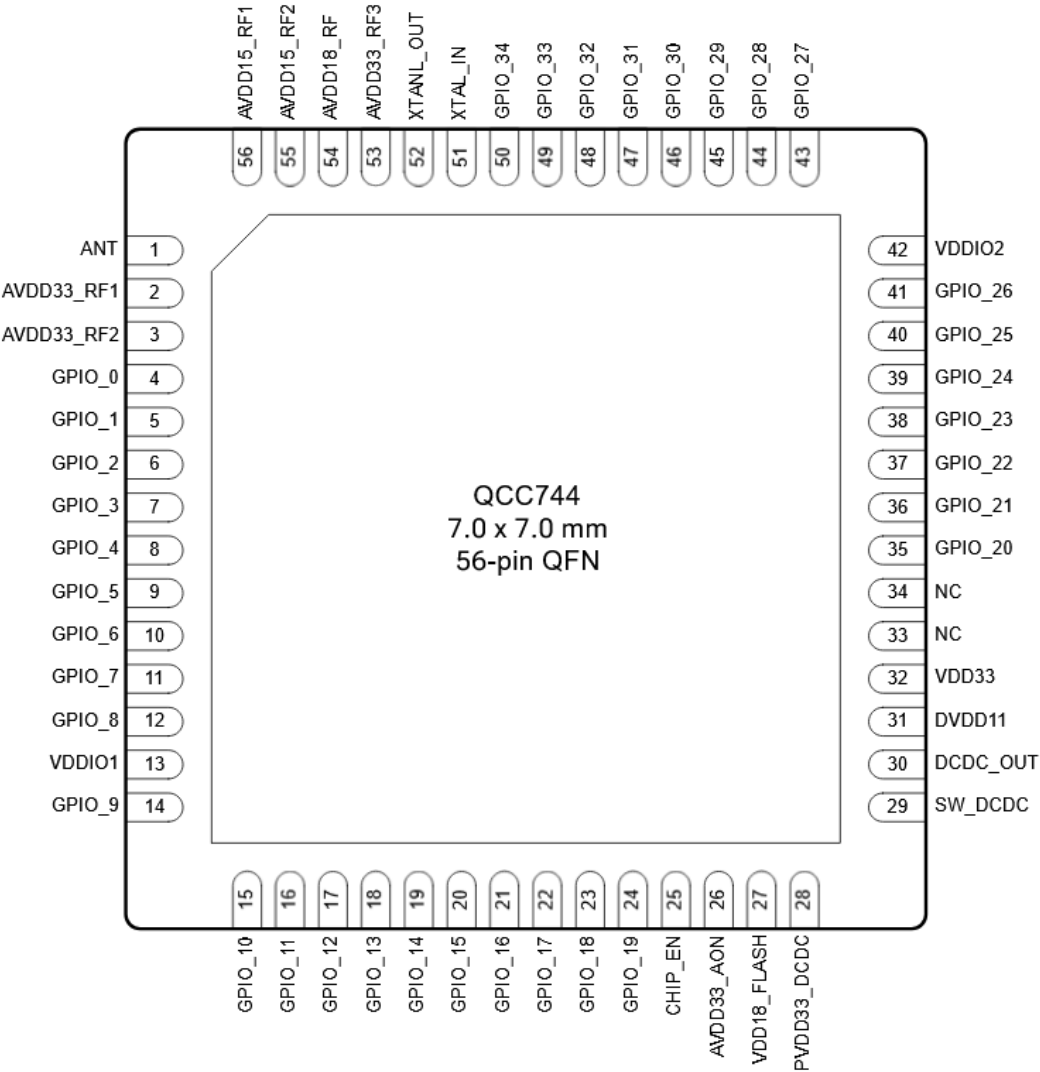 AVDD15_RF1
AVDD15_RF2
AVDD18_RF
AVDD33_RF3
XTANL_OUT
XTAL_IN
GPIO_34
GPIO_33
GPIO_32
GPIO_31
GPIO_30
GPIO_29
GPIO_28
GPIO_27
56
55
54
53
52
51
50
49
48
47
46
45
44
43
ANT 1
AVDD33_RF1 2
AVDD33_RF2 3
GPIO_0 4
GPIO_1 5
GPIO_2 6
GPIO_3 7
GPIO_4 8
GPIO_5 9
GPIO_6 10
GPIO_7 11
GPIO_8 12
VDDIO1 13
GPIO_9 14
QCC744
7.0 x 7.0 mm
56-pin QFN
42 VDDIO2
41 GPIO_26
40 GPIO_25
39 GPIO_24
38 GPIO_23
37 GPIO_22
36 GPIO_21
35 GPIO_20
34 NC
33 NC
32 VDD33
31 DVDD11
30 DCDC_OUT
29 SW_DCDC
15
16
17
18
19
20
21
22
23
24
25
26
27
28
GPIO_10
GPIO_11
GPIO_12
GPIO_13
GPIO_14
GPIO_15
GPIO_16
GPIO_17
GPIO_18
GPIO_19
CHIP_EN
AVDD33_AON
VDD18_FLASH
PVDD33_DCDC